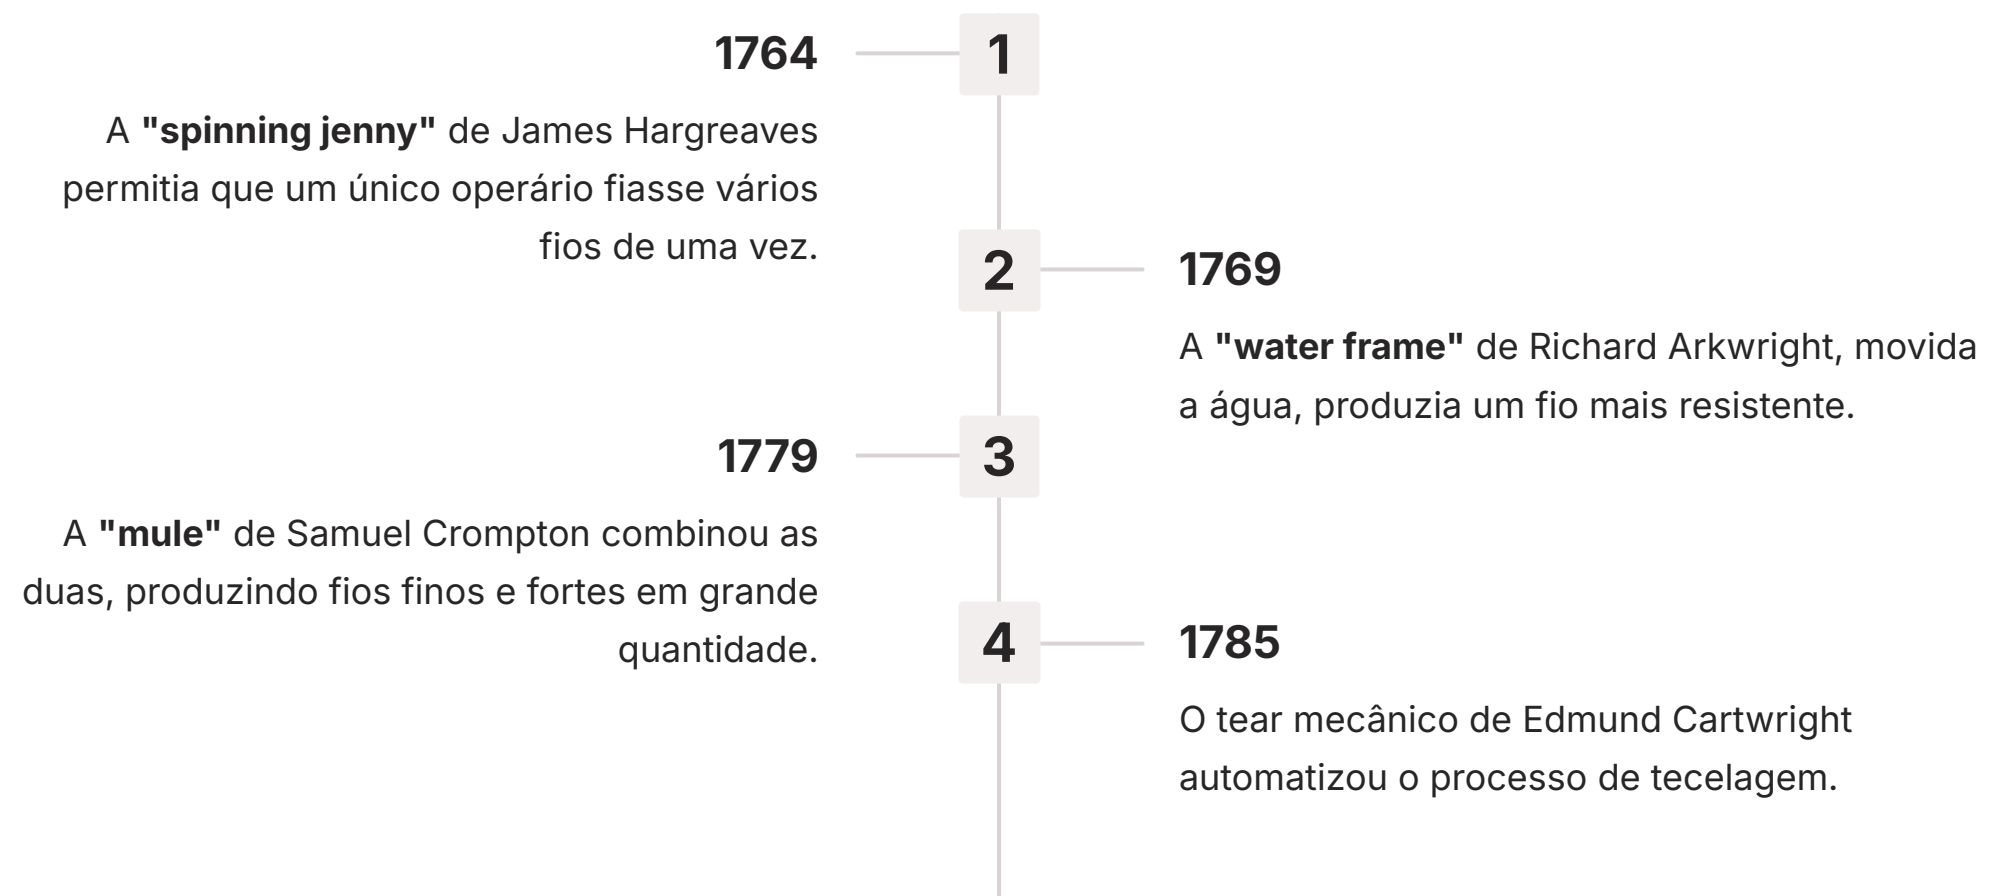 1764
1
A "spinning jenny" de James Hargreaves
permitia que um único operário fiasse vários
fios de uma vez.
2
1769
A "water frame" de Richard Arkwright, movida
a água, produzia um fio mais resistente.
1779
3
A "mule" de Samuel Crompton combinou as
duas, produzindo fios finos e fortes em grande
quantidade.
4
1785
O tear mecânico de Edmund Cartwright
automatizou o processo de tecelagem.